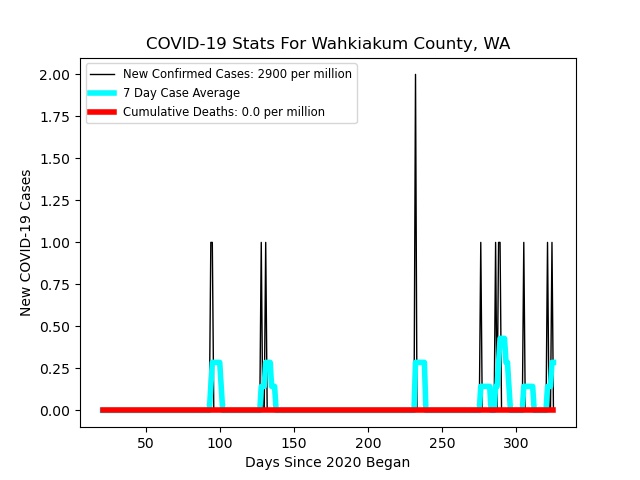 COVID-19 Stats For Wahkiakum County, WA
New Confirmed Cases: 2900 per million
7 Day Case Average
Cumulative Deaths: 0.0 per million
New COVID-19 Cases
2.00
1.75
1.50
1.25
1.00
0.75
0.50
0.25
0.00
50 100 150 200 250 300
Days Since 2020 Began